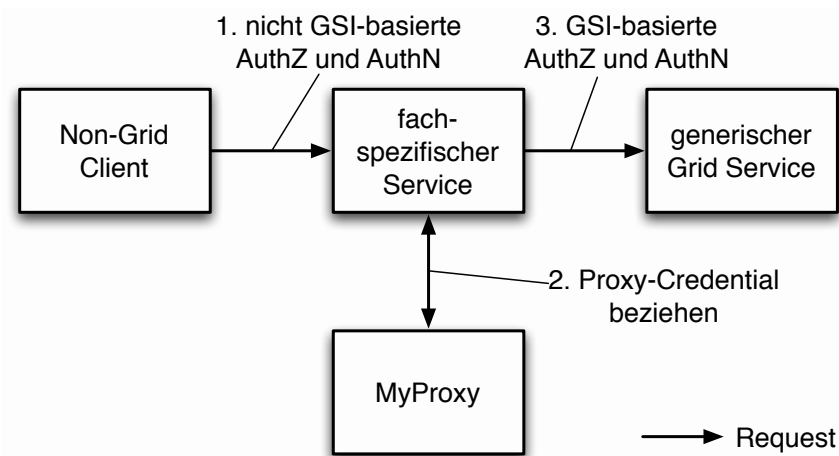 1. nicht GSI-basierte
AuthZ und AuthN
3. GSI-basierte
AuthZ und AuthN
Non-Grid
Client
fach-
spezifischer
Service
generischer
Grid Service
2. Proxy-Credential
beziehen
MyProxy
Request